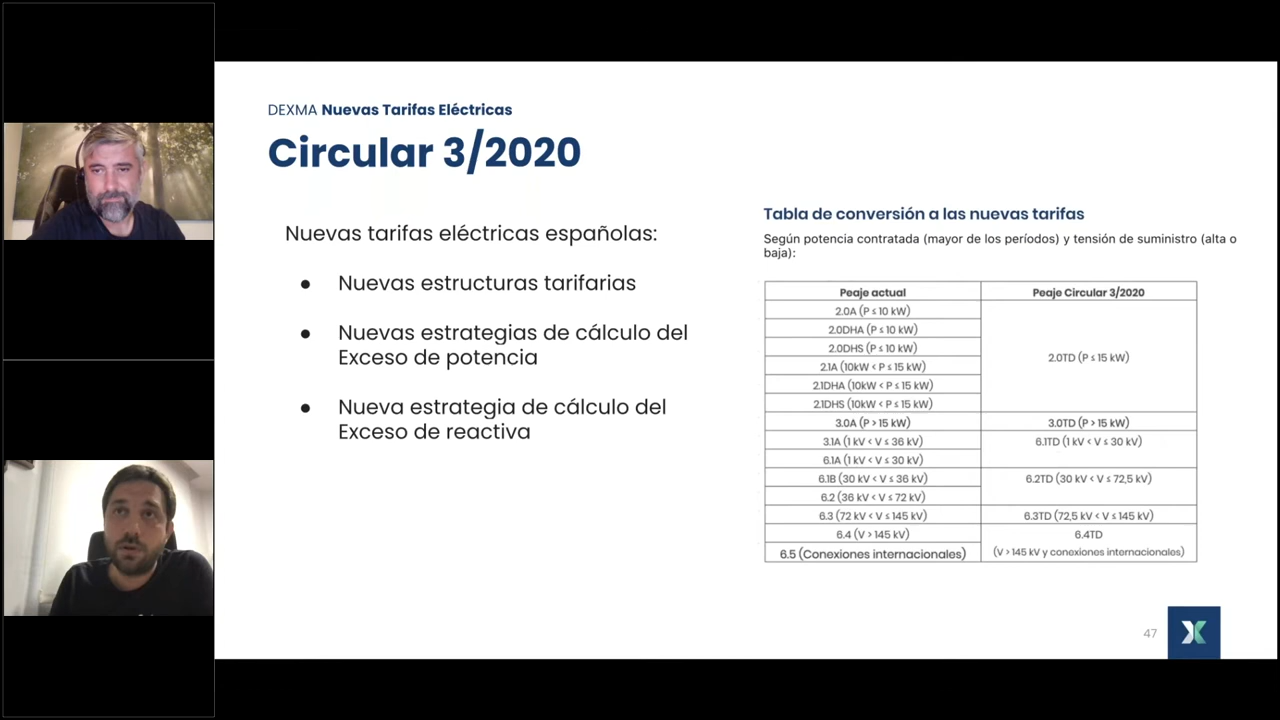 DEXMA Nuevas Tarifas Eléctricas
Circular 3/2020
Nuevas tarifas eléctricas españolas:
● Nuevas estructuras tarifarias
● Nuevas estrategias de cálculo del
Exceso de potencia
● Nueva estrategia de cálculo del
Exceso de reactiva
Tabla de conversión a las nuevas tarifas
Según potencia contratada (mayor de los períodos) y tensión de suministro (alta o
baja):
Peaje actual Peaje Circular 3/2020
2.0A (P ≤ 10 kW)
2.0DHA (P ≤ 10 kW)
2.0DHS (P ≤ 10 kW)
2.0TD (P ≤ 15 kW)
2.1A (10kW < P ≤ 15 kW)
2.1DHA (10kW < P ≤ 15 kW)
2.1DHS (10kW < P ≤ 15 kW)
3.0A (P > 15 kW) 3.0TD (P > 15 kW)
3.1A (1 kV < V ≤ 36 kV) 6.1TD (1 kV < V ≤ 30 kV)
6.1A (1 kV < V ≤ 30 kV)
6.1B (30 kV < V ≤ 36 kV) 6.2TD (30 kV < V ≤ 72,5 kV)
6.2 (36 kV < V ≤ 72 kV)
6.3 (72 kV < V ≤ 145 kV) 6.3TD (72,5 kV < V ≤ 145 kV)
6.4 (V > 145 kV) 6.4TD
6.5 (Conexiones internacionales) (V > 145 kV y conexiones internacionales)
47